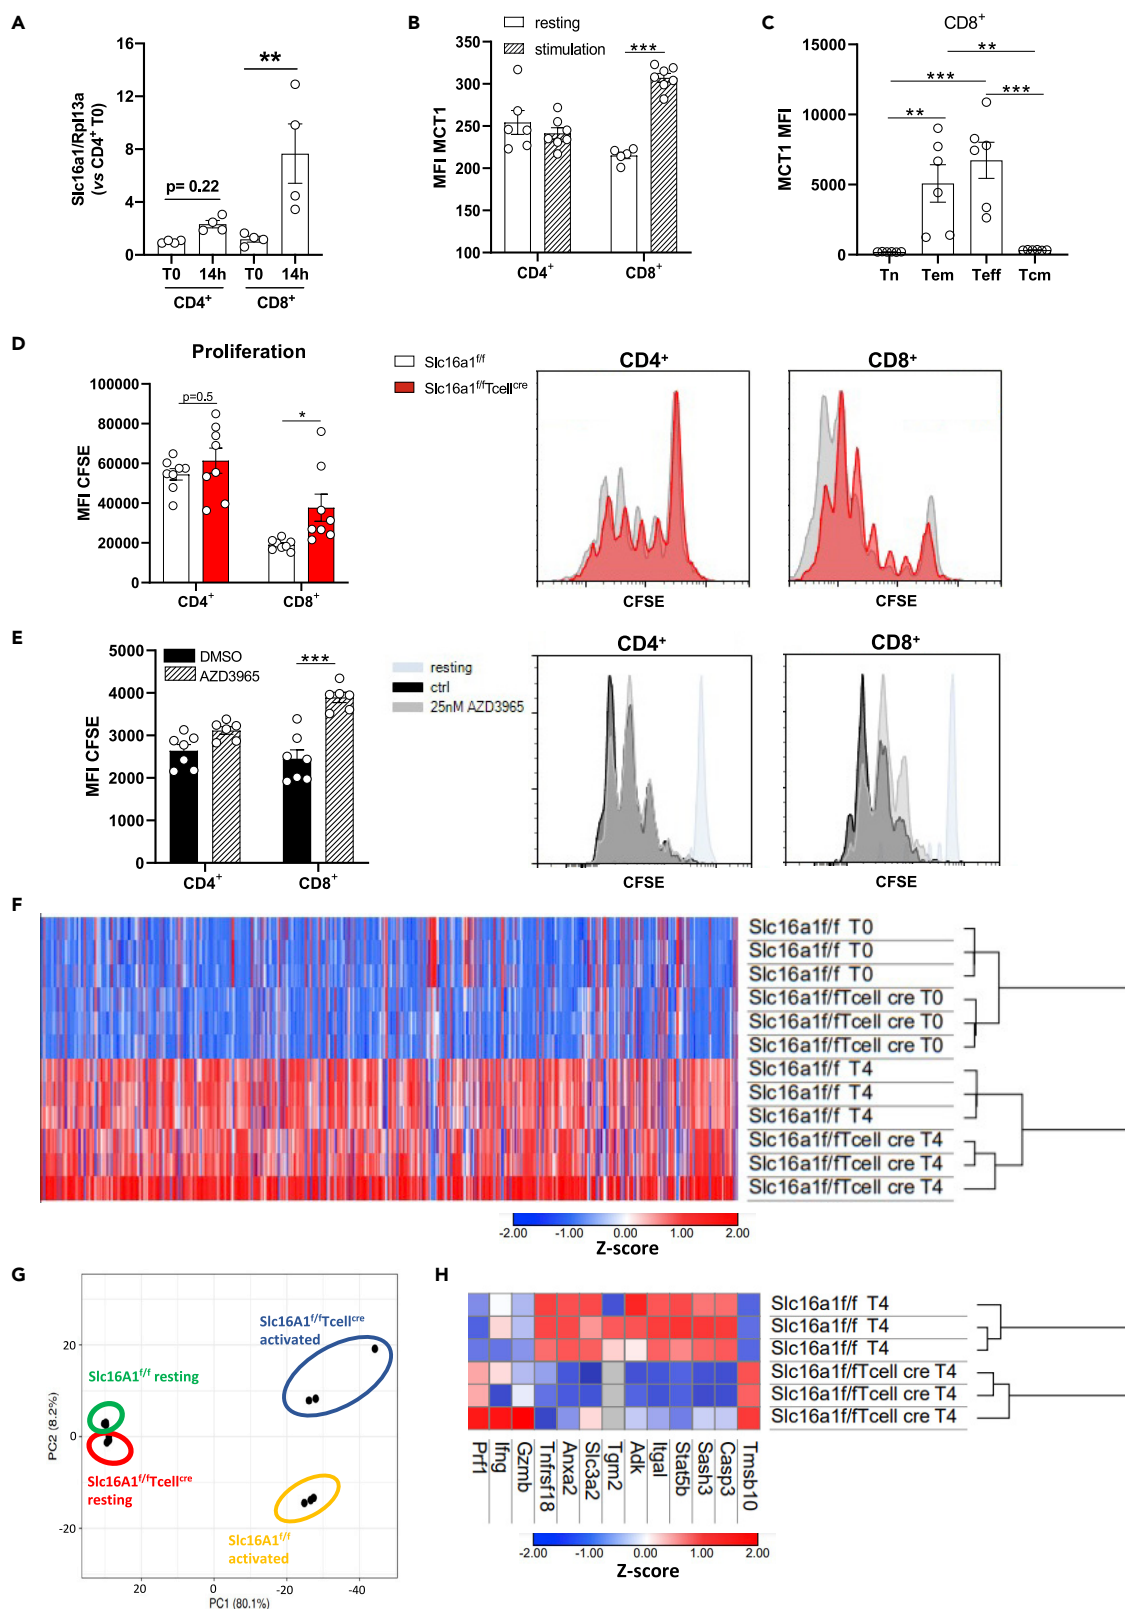 A
Slc16a1/Rpl13a
(vs CD4⁺ T0)
16
12
8
4
0
p= 0.22
**
T0 14h T0 14h
CD4⁺ CD8⁺
B
resting
stimulation
MFI MCT1
350
300
250
200
150
100
***
CD4⁺ CD8⁺
C
CD8⁺
MCT1 MFI
15000
10000
5000
0
**
***
***
**
Tn Tem Teff Tcm
D
Proliferation
MFI CFSE
100000
80000
60000
40000
20000
0
p=0.5
*
CD4⁺ CD8⁺
Slc16a1f/f
Slc16a1f/fTcellcre
CD4⁺
CFSE
CD8⁺
CFSE
E
MFI CFSE
5000
4000
3000
2000
1000
0
DMSO
AZD3965
***
CD4⁺ CD8⁺
resting
ctrl
25nM AZD3965
CD4⁺
CFSE
CD8⁺
CFSE
F
Slc16a1f/f T0
Slc16a1f/f T0
Slc16a1f/f T0
Slc16a1f/fTcell cre T0
Slc16a1f/fTcell cre T0
Slc16a1f/fTcell cre T0
Slc16a1f/f T4
Slc16a1f/f T4
Slc16a1f/f T4
Slc16a1f/fTcell cre T4
Slc16a1f/fTcell cre T4
Slc16a1f/fTcell cre T4
-2.00 -1.00 0.00 1.00 2.00
Z-score
G
PC2 (8.2%)
20
0
-20
Slc16A1f/fTcellcre
activated
Slc16A1f/f resting
Slc16A1f/fTcellcre
resting
Slc16A1f/f
activated
20 0 -20 -40
PC1 (80.1%)
H
Slc16a1f/f T4
Slc16a1f/f T4
Slc16a1f/f T4
Slc16a1f/fTcell cre T4
Slc16a1f/fTcell cre T4
Slc16a1f/fTcell cre T4
Prf1
Ifng
Gzmb
Tnfrsf18
Anxa2
Slc3a2
Tgm2
Adk
Itgal
Stat5b
Sash3
Casp3
Tmsb10
-2.00 -1.00 0.00 1.00 2.00
Z-score